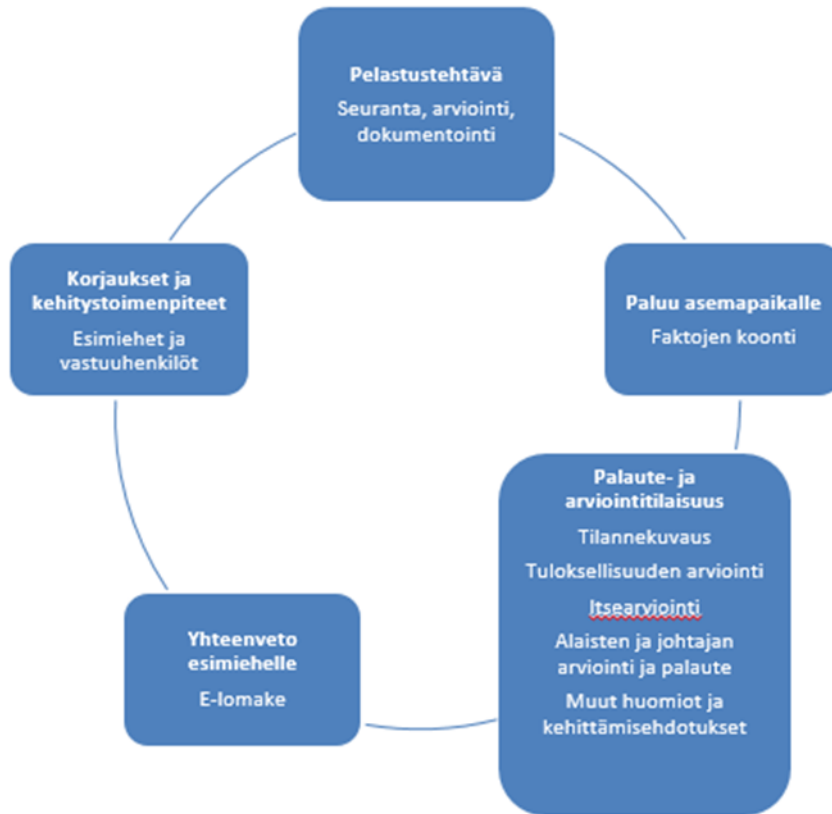 Pelastustehtävä
Seuranta, arviointi,
dokumentointi
Paluu asemapaikalle
Faktojen koonti
Palaute- ja
arviointitilaisuus
Tilannekuvaus
Tuloksellisuuden arviointi
Itsearviointi
Alaisten ja johtajan
arviointi ja palaute
Muut huomiot ja
kehittämisehdotukset
Yhteenveto
esimiehelle
E-lomake
Korjaukset ja
kehitystoimenpiteet
Esimiehet ja
vastuuhenkilöt